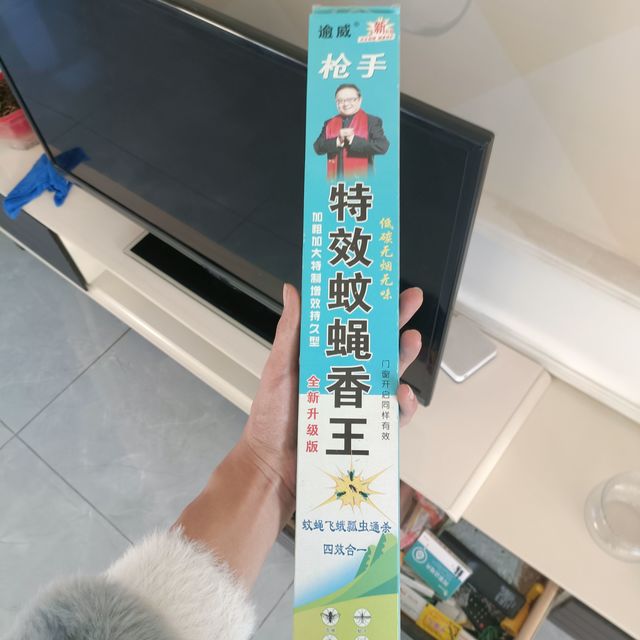 逾威®
新
枪手
特效蚊蝇香王
低碳无烟无味
加粗加大特制增效持久型
门窗开启同样有效
全新升级版
蚊蝇飞蛾瓢虫通杀
四效合一